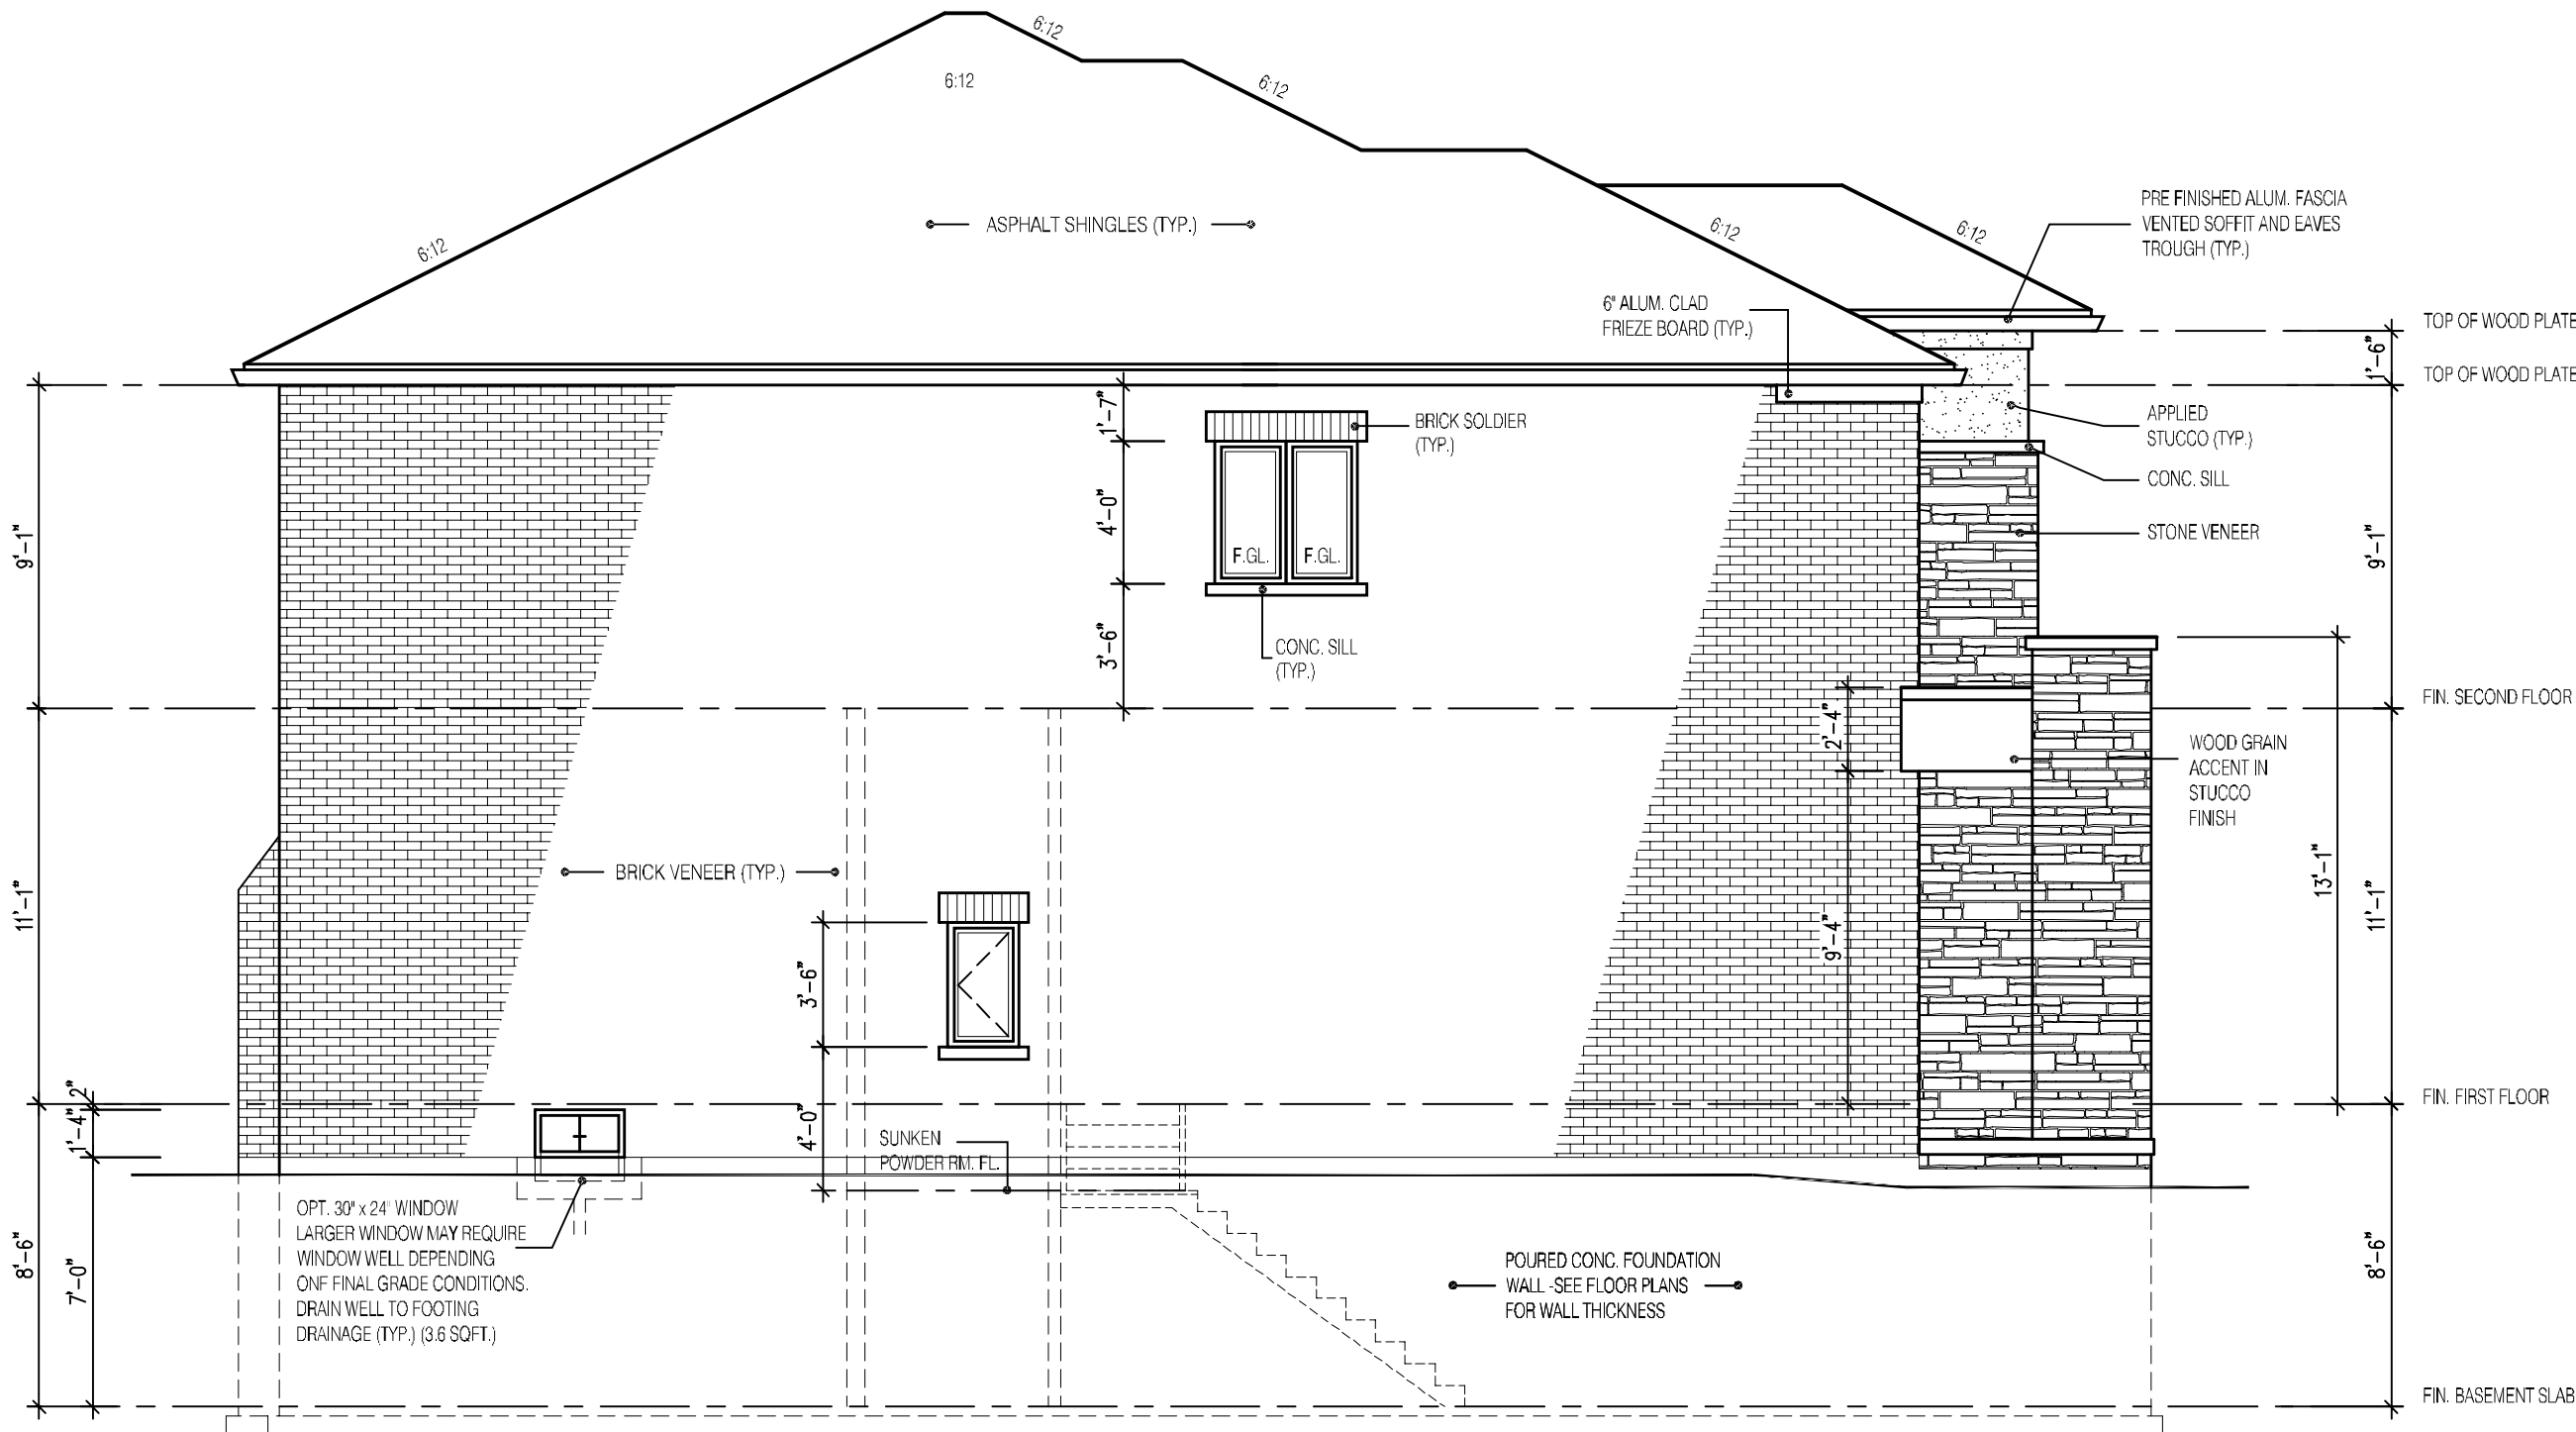 6:12
6:12
6:12
6:12
6:12
6:12
ASPHALT SHINGLES (TYP.)
PRE FINISHED ALUM. FASCIA
VENTED SOFFIT AND EAVES
TROUGH (TYP.)
6" ALUM. CLAD
FRIEZE BOARD (TYP.)
TOP OF WOOD PLATE
1'-6"
TOP OF WOOD PLATE
1'-7"
BRICK SOLDIER
(TYP.)
APPLIED
STUCCO (TYP.)
CONC. SILL
STONE VENEER
9'-1"
4'-0"
F.GL.
F.GL.
9'-1"
3'-6"
CONC. SILL
(TYP.)
FIN. SECOND FLOOR
2'-4"
WOOD GRAIN
ACCENT IN
STUCCO
FINISH
BRICK VENEER (TYP.)
11'-1"
3'-6"
9'-4"
13'-1"
11'-1"
2"
1'-4"
4'-0"
FIN. FIRST FLOOR
SUNKEN
POWDER RM. FL.
OPT. 30" x 24" WINDOW
LARGER WINDOW MAY REQUIRE
WINDOW WELL DEPENDING
ONF FINAL GRADE CONDITIONS.
DRAIN WELL TO FOOTING
DRAINAGE (TYP.) (3.6 SQFT.)
8'-6"
7'-0"
POURED CONC. FOUNDATION
WALL -SEE FLOOR PLANS
FOR WALL THICKNESS
8'-6"
FIN. BASEMENT SLAB